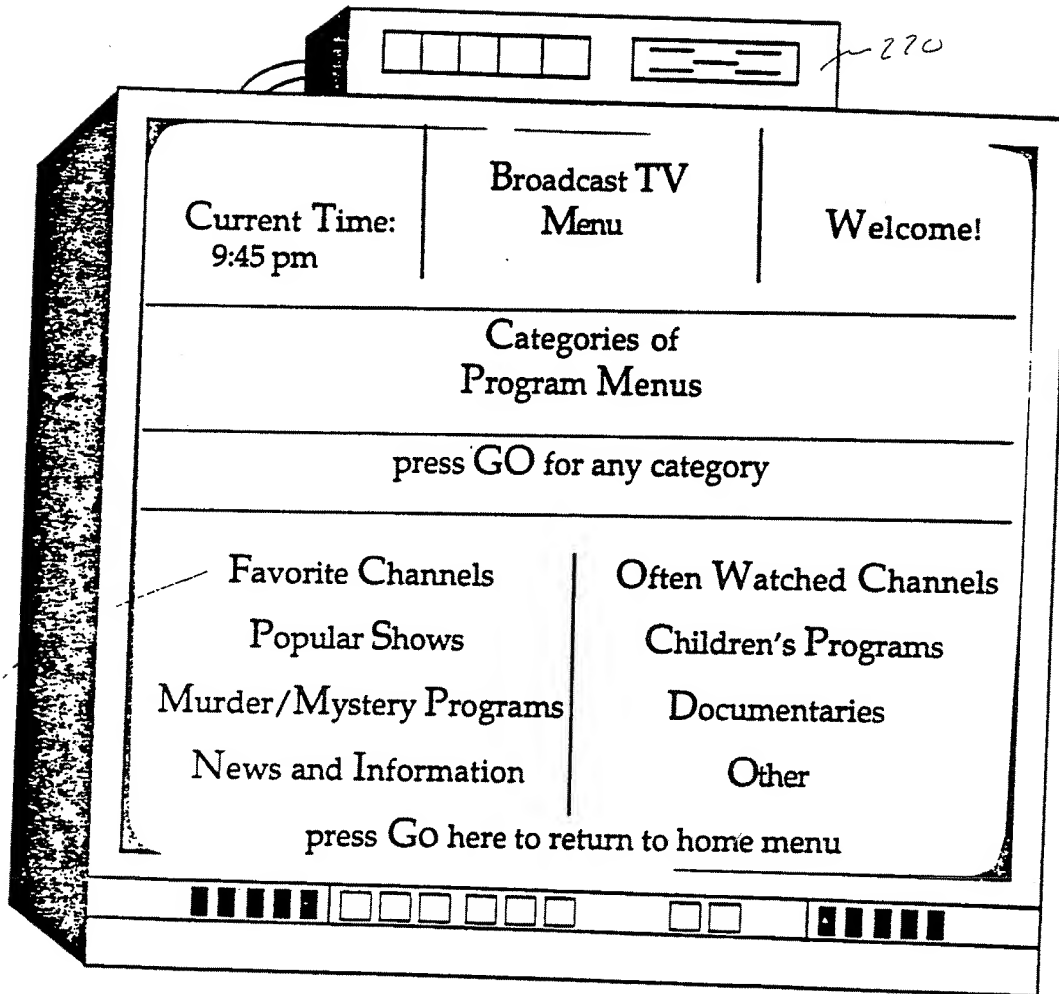 220
Current Time:
9:45 pm
Broadcast TV
Menu
Welcome!
Categories of
Program Menus
press GO for any category
Favorite Channels
Often Watched Channels
Popular Shows
Children's Programs
Murder/Mystery Programs
Documentaries
News and Information
Other
press Go here to return to home menu